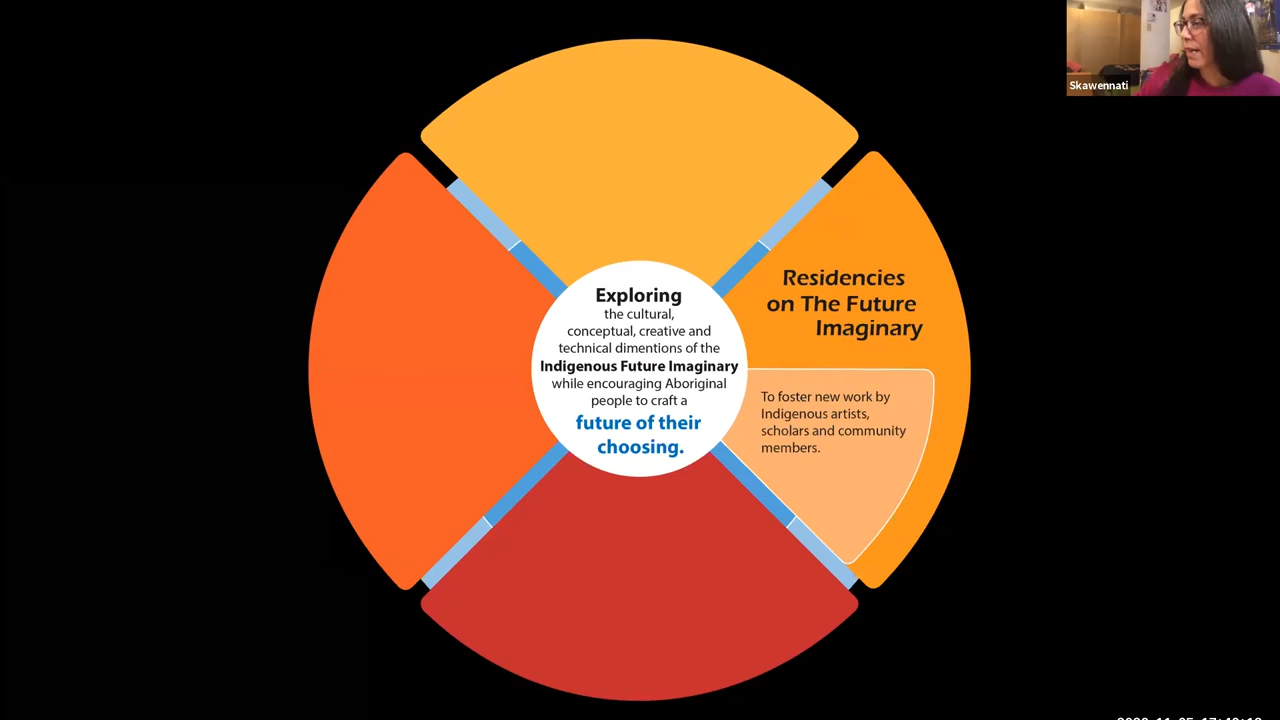 Skawennati
Exploring
the cultural,
conceptual, creative and
technical dimentions of the
Indigenous Future Imaginary
while encouraging Aboriginal
people to craft a
future of their
choosing.
Residencies
on The Future
Imaginary
To foster new work by
Indigenous artists,
scholars and community
members.